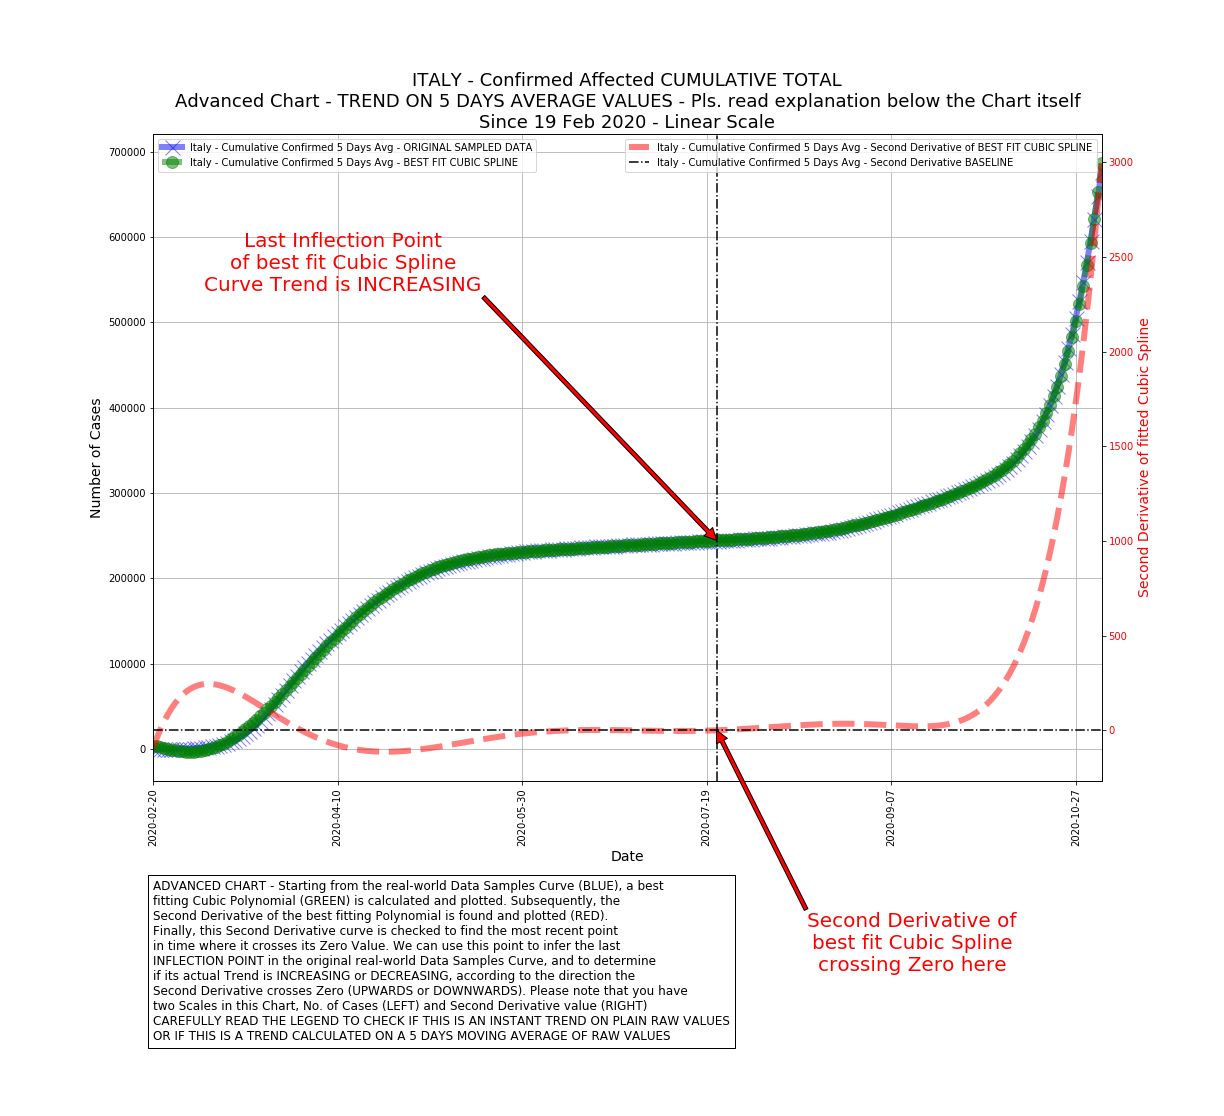 ITALY - Confirmed Affected CUMULATIVE TOTAL
Advanced Chart - TREND ON 5 DAYS AVERAGE VALUES - Pls. read explanation below the Chart itself
Since 19 Feb 2020 - Linear Scale
Italy - Cumulative Confirmed 5 Days Avg - ORIGINAL SAMPLED DATA
Italy - Cumulative Confirmed 5 Days Avg - BEST FIT CUBIC SPLINE
Italy - Cumulative Confirmed 5 Days Avg - Second Derivative of BEST FIT CUBIC SPLINE
Italy - Cumulative Confirmed 5 Days Avg - Second Derivative BASELINE
Last Inflection Point
of best fit Cubic Spline
Curve Trend is INCREASING
Number of Cases
700000
600000
500000
400000
300000
200000
100000
0
3000
2500
2000
1500
1000
500
0
Second Derivative of fitted Cubic Spline
2020-02-20
2020-04-10
2020-05-30
2020-07-19
2020-09-07
2020-10-27
Date
Second Derivative of
best fit Cubic Spline
crossing Zero here
ADVANCED CHART - Starting from the real-world Data Samples Curve (BLUE), a best
fitting Cubic Polynomial (GREEN) is calculated and plotted. Subsequently, the
Second Derivative of the best fitting Polynomial is found and plotted (RED).
Finally, this Second Derivative curve is checked to find the most recent point
in time where it crosses its Zero Value. We can use this point to infer the last
INFLECTION POINT in the original real-world Data Samples Curve, and to determine
if its actual Trend is INCREASING or DECREASING, according to the direction the
Second Derivative crosses Zero (UPWARDS or DOWNWARDS). Please note that you have
two Scales in this Chart, No. of Cases (LEFT) and Second Derivative value (RIGHT)
CAREFULLY READ THE LEGEND TO CHECK IF THIS IS AN INSTANT TREND ON PLAIN RAW VALUES
OR IF THIS IS A TREND CALCULATED ON A 5 DAYS MOVING AVERAGE OF RAW VALUES